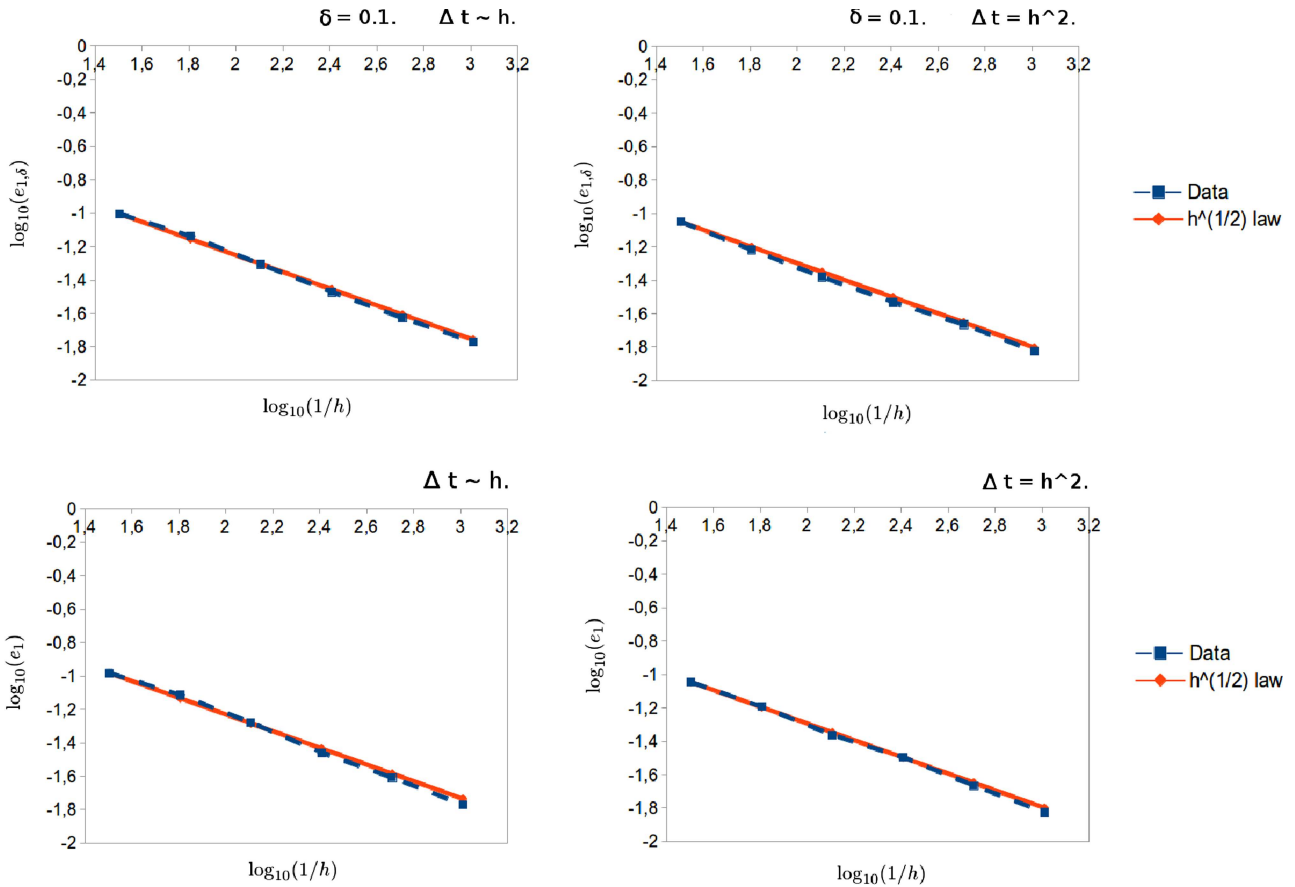 δ = 0.1. Δ t ~ h.
0
1,4 1,6 1,8 2 2,2 2,4 2,6 2,8 3 3,2
-0,2
-0,4
-0,6
-0,8
-1
-1,2
-1,4
-1,6
-1,8
-2
log₁₀(e₁,δ)
log₁₀(1/h)
δ = 0.1. Δ t = h^2.
0
1,4 1,6 1,8 2 2,2 2,4 2,6 2,8 3 3,2
-0,2
-0,4
-0,6
-0,8
-1
-1,2
-1,4
-1,6
-1,8
-2
log₁₀(e₁,δ)
log₁₀(1/h)
Data
h^(1/2) law
Δ t ~ h.
0
1,4 1,6 1,8 2 2,2 2,4 2,6 2,8 3 3,2
-0,2
-0,4
-0,6
-0,8
-1
-1,2
-1,4
-1,6
-1,8
-2
log₁₀(e₁)
log₁₀(1/h)
Δ t = h^2.
0
1,4 1,6 1,8 2 2,2 2,4 2,6 2,8 3 3,2
-0,2
-0,4
-0,6
-0,8
-1
-1,2
-1,4
-1,6
-1,8
-2
log₁₀(e₁)
log₁₀(1/h)
Data
h^(1/2) law